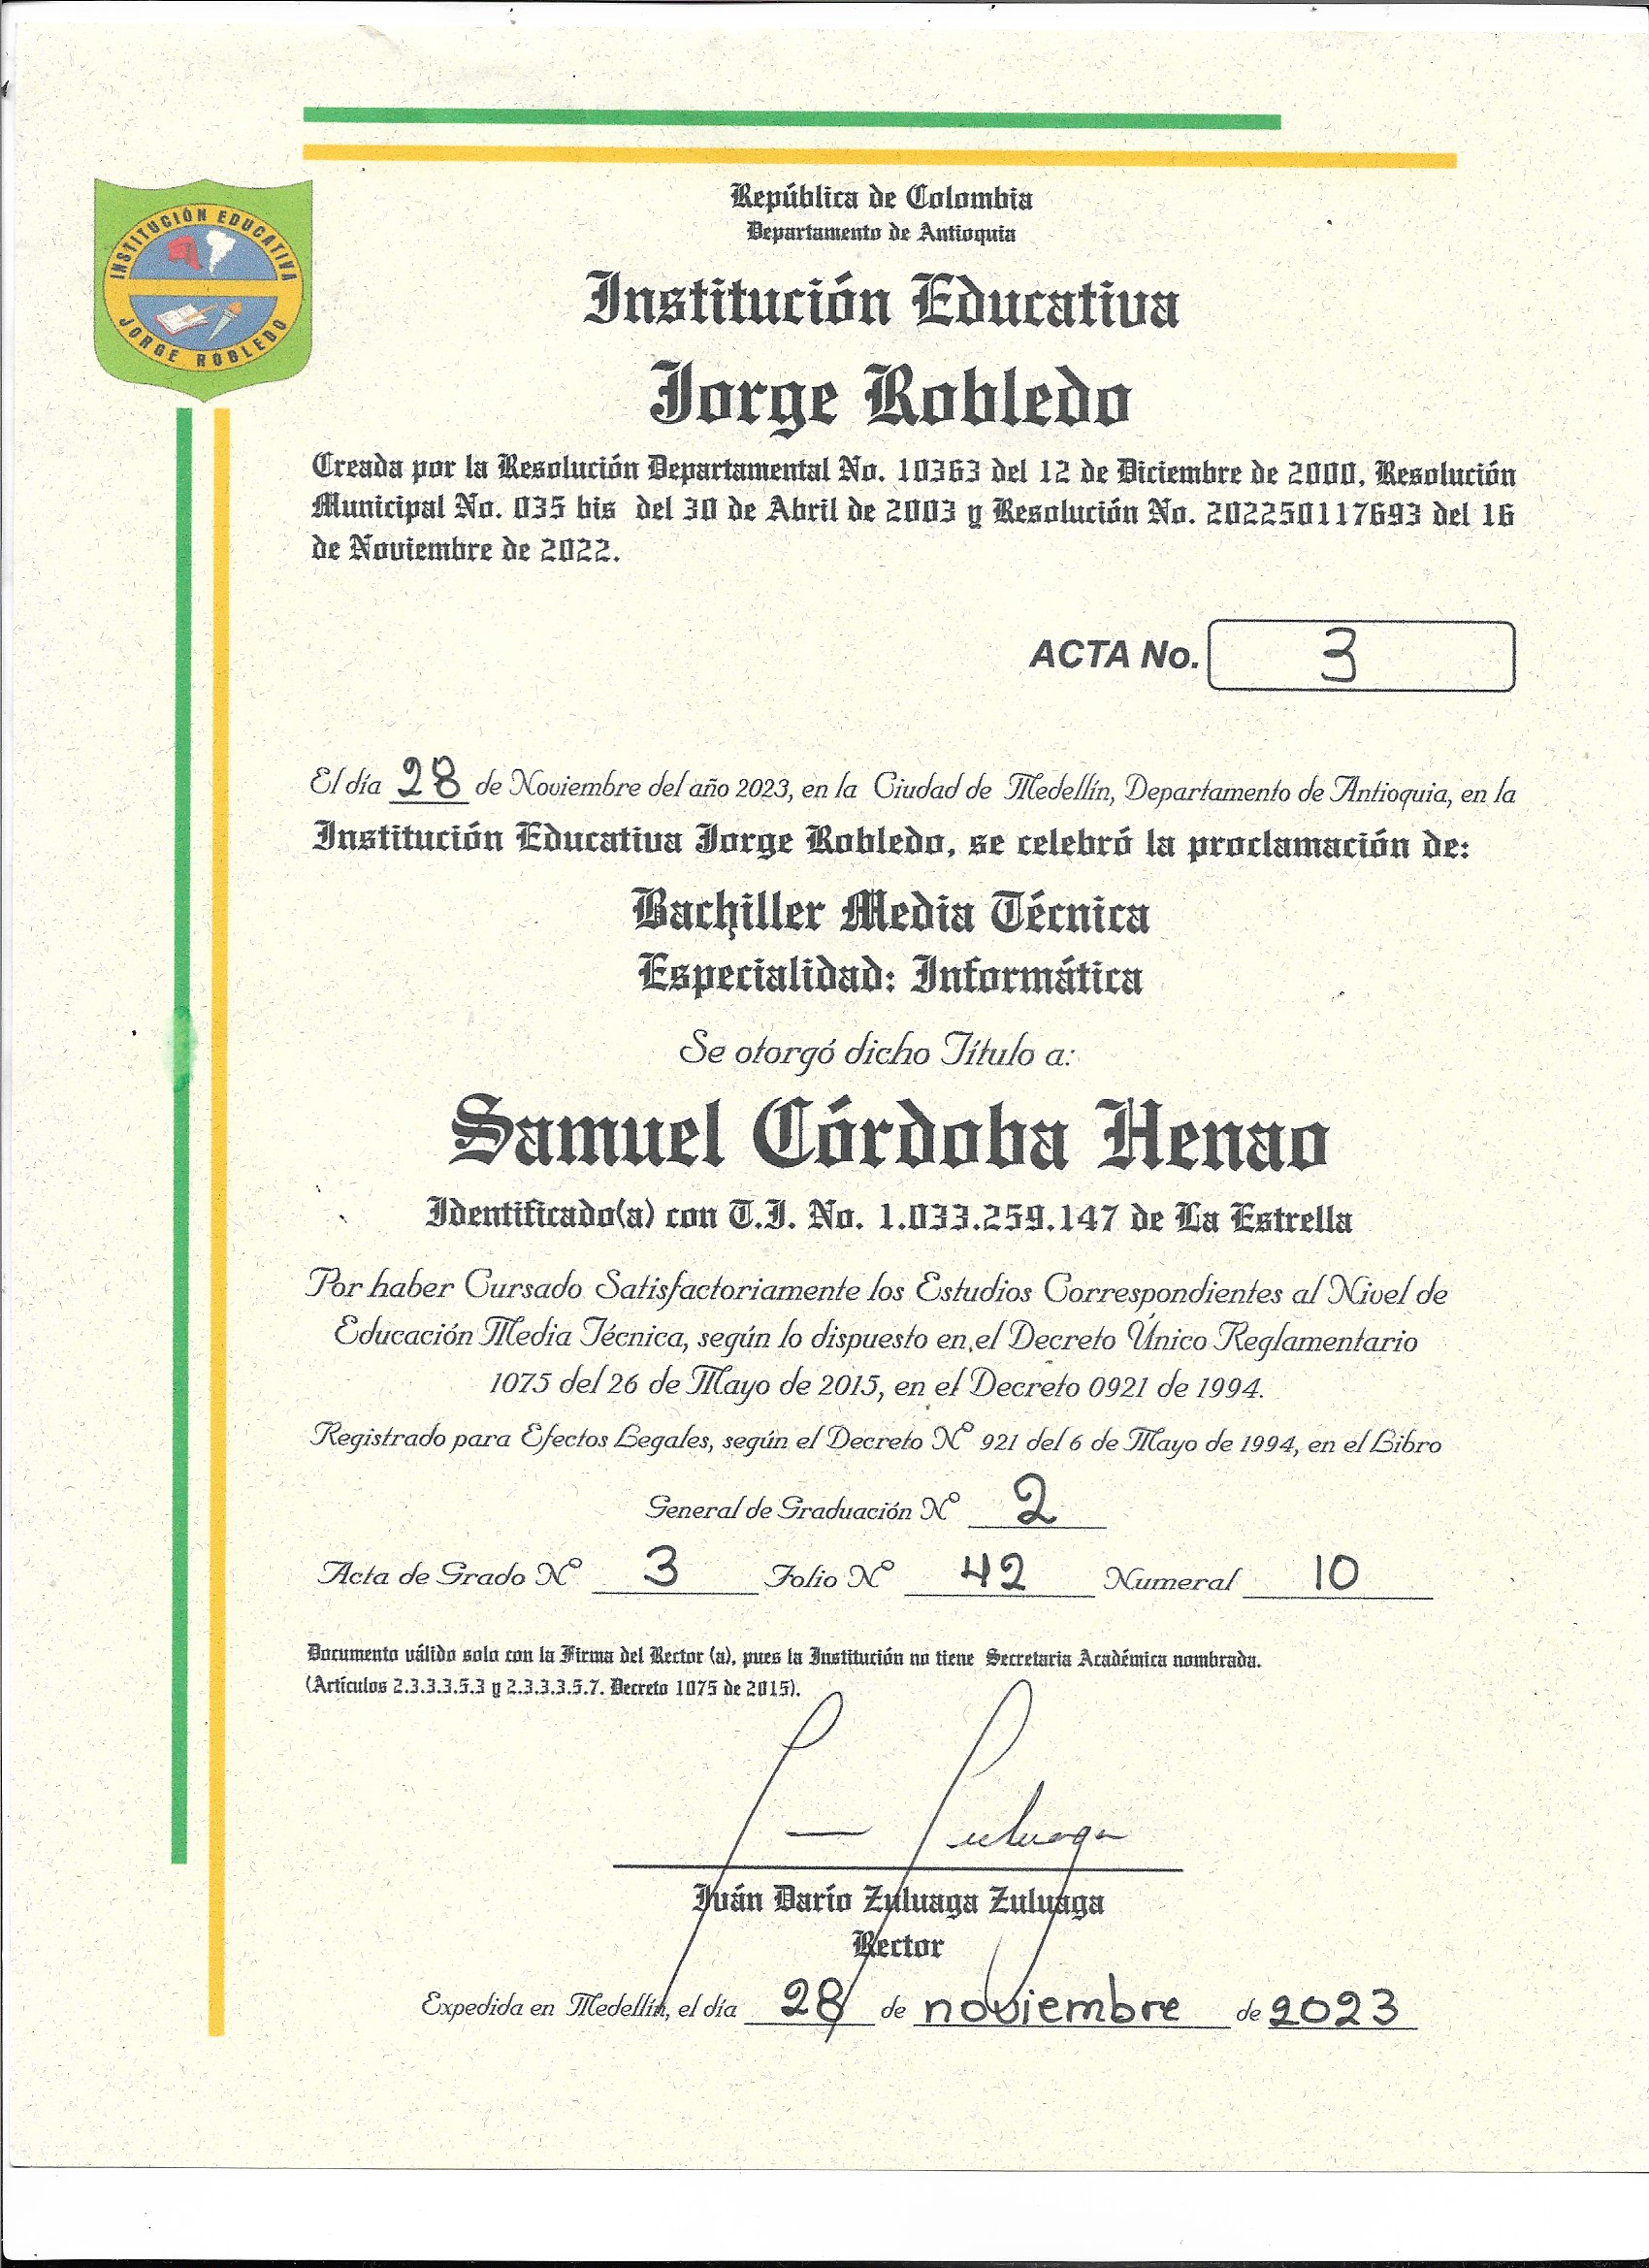 INSTITUCIÓN EDUCATIVA
JORGE ROBLEDO
República de Colombia
Departamento de Antioquia
Institución Educativa
Jorge Robledo
Creada por la Resolución Departamental No. 10363 del 12 de Diciembre de 2000, Resolución
Municipal No. 035 bis del 30 de Abril de 2003 y Resolución No. 202250117693 del 16
de Noviembre de 2022.
ACTA No. 3
El día 28 de Noviembre del año 2023, en la Ciudad de Medellín, Departamento de Antioquia, en la
Institución Educativa Jorge Robledo, se celebró la proclamación de:
Bachiller Media Técnica
Especialidad: Informática
Se otorgó dicho Título a:
Samuel Córdoba Henao
Identificado(a) con T.I. No. 1.033.259.147 de La Estrella
Por haber Cursado Satisfactoriamente los Estudios Correspondientes al Nivel de
Educación Media Técnica, según lo dispuesto en el Decreto Único Reglamentario
1075 del 26 de Mayo de 2015, en el Decreto 0921 de 1994.
Registrado para Efectos Legales, según el Decreto N° 921 del 6 de Mayo de 1994, en el Libro
General de Graduación N° 2
Acta de Grado N° 3 Folio N° 42 Numeral 10
Documento válido solo con la Firma del Rector (a), pues la Institución no tiene Secretaria Académica nombrada.
(Artículos 2.3.3.3.5.3 y 2.3.3.3.5.7. Decreto 1075 de 2015).
Iván Darío Zuluaga Zuluaga
Rector
Expedida en Medellín, el día 28 de noviembre de 2023